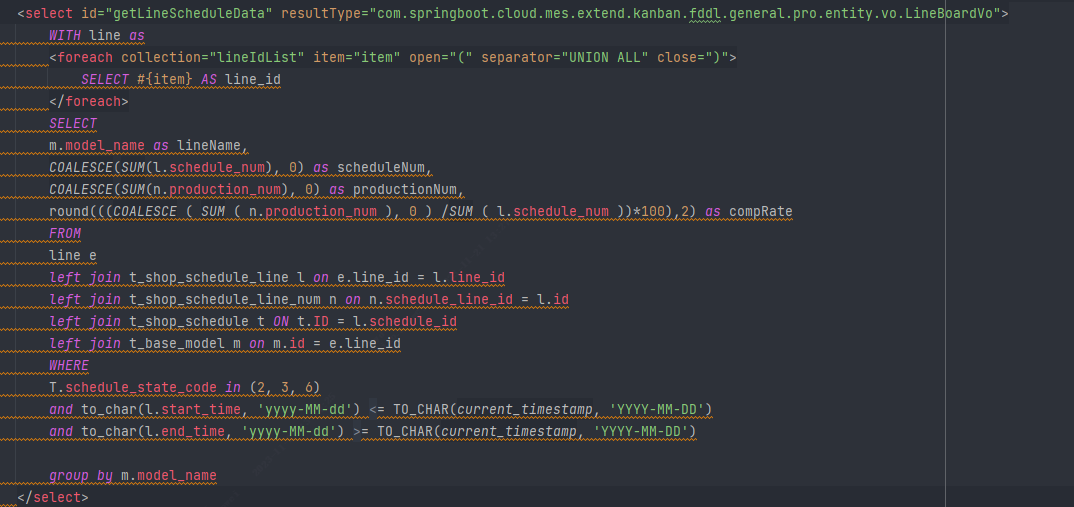 <select id="getLineScheduleData" resultType="com.springboot.cloud.mes.extend.kanban.fddl.general.pro.entity.vo.LineBoardVo">
WITH line as
<foreach collection="lineIdList" item="item" open="(" separator="UNION ALL" close=")">
SELECT #{item} AS line_id
</foreach>
SELECT
m.model_name as lineName,
COALESCE(SUM(l.schedule_num), 0) as scheduleNum,
COALESCE(SUM(n.production_num), 0) as productionNum,
round(((COALESCE ( SUM ( n.production_num ), 0 ) /SUM ( l.schedule_num ))*100),2) as compRate
FROM
line e
left join t_shop_schedule_line l on e.line_id = l.line_id
left join t_shop_schedule_line_num n on n.schedule_line_id = l.id
left join t_shop_schedule t ON t.ID = l.schedule_id
left join t_base_model m on m.id = e.line_id
WHERE
T.schedule_state_code in (2, 3, 6)
and to_char(l.start_time, 'yyyy-MM-dd') <= TO_CHAR(current_timestamp, 'YYYY-MM-DD')
and to_char(l.end_time, 'yyyy-MM-dd') >= TO_CHAR(current_timestamp, 'YYYY-MM-DD')
group by m.model_name
</select>